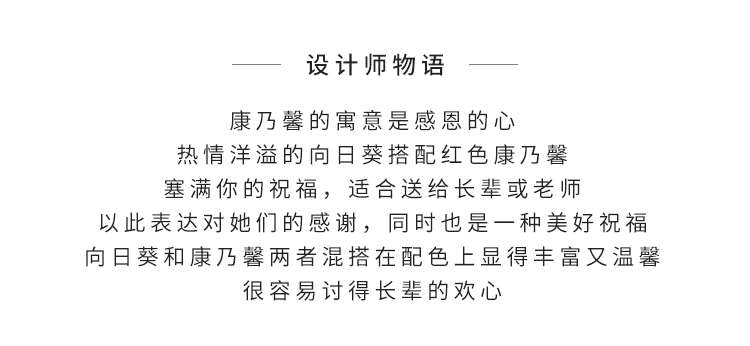 设计师物语
康乃馨的寓意是感恩的心
热情洋溢的向日葵搭配红色康乃馨
塞满你的祝福，适合送给长辈或老师
以此表达对她们的感谢，同时也是一种美好祝福
向日葵和康乃馨两者混搭在配色上显得丰富又温馨
很容易讨得长辈的欢心